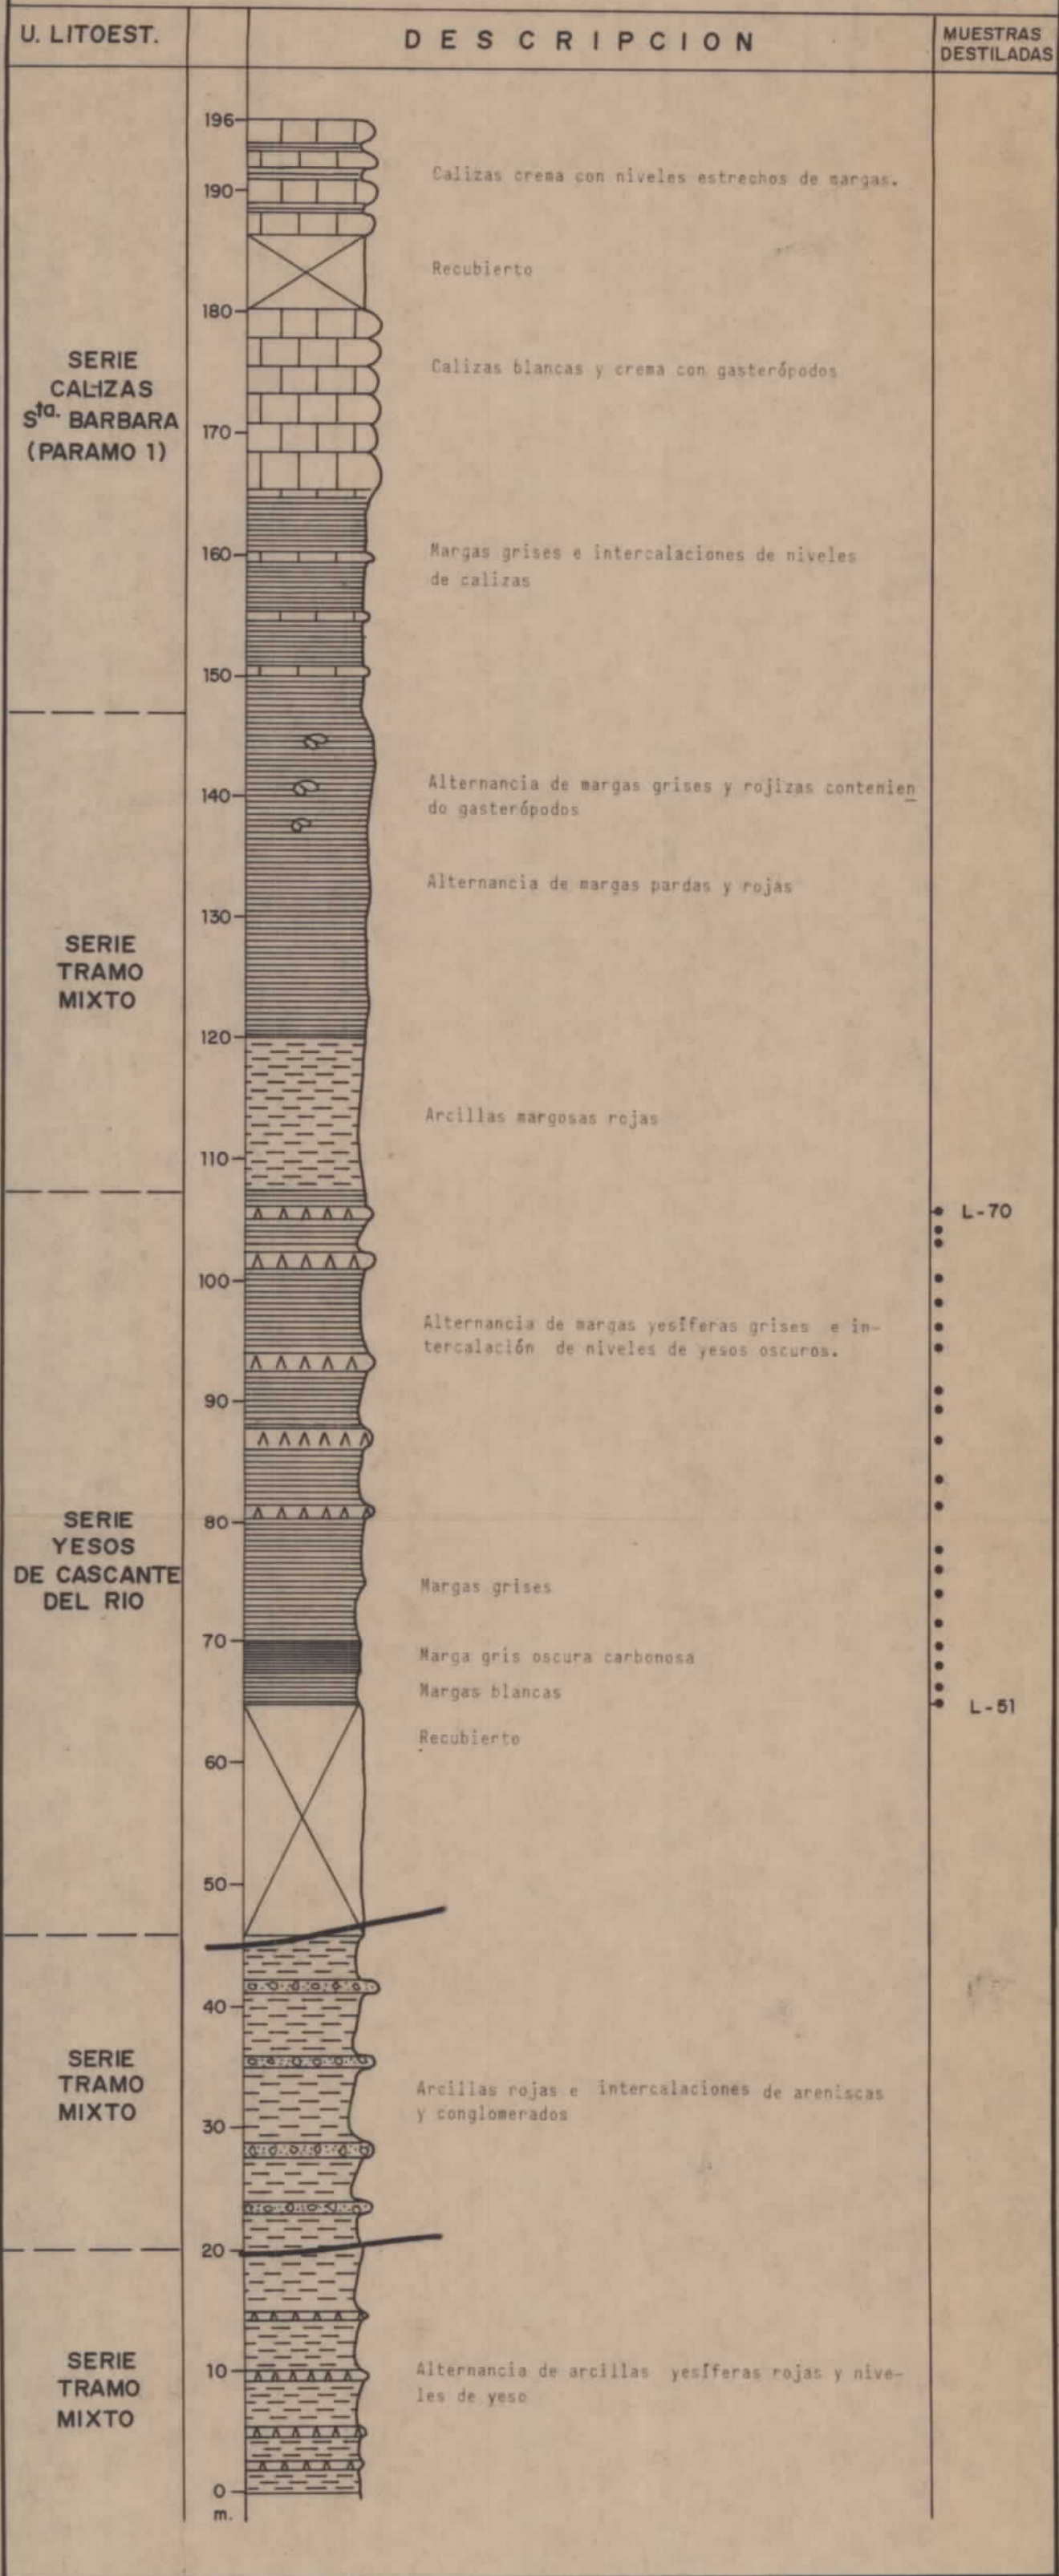 U. LITOEST.
DESCRIPCION
MUESTRAS
DESTILADAS
196
190
180
170
160
150
140
130
120
110
100
90
80
70
60
50
40
30
20
10
0
m.
SERIE
CALIZAS
Sta. BARBARA
(PARAMO 1)
Calizas crema con niveles estrechos de margas.
Recubierto
Calizas blancas y crema con gasterópodos
Margas grises e intercalaciones de niveles
de calizas
SERIE
TRAMO
MIXTO
Alternancia de margas grises y rojizas contenien
do gasterópodos
Alternancia de margas pardas y rojas
Arcillas margosas rojas
SERIE
YESOS
DE CASCANTE
DEL RIO
L-70
Alternancia de margas yesíferas grises e in-
tercalación de niveles de yesos oscuros.
Margas grises
Marga gris oscura carbonosa
Margas blancas
L-51
Recubierto
SERIE
TRAMO
MIXTO
Arcillas rojas e intercalaciones de areniscas
y conglomerados
SERIE
TRAMO
MIXTO
Alternancia de arcillas yesíferas rojas y nive-
les de yeso